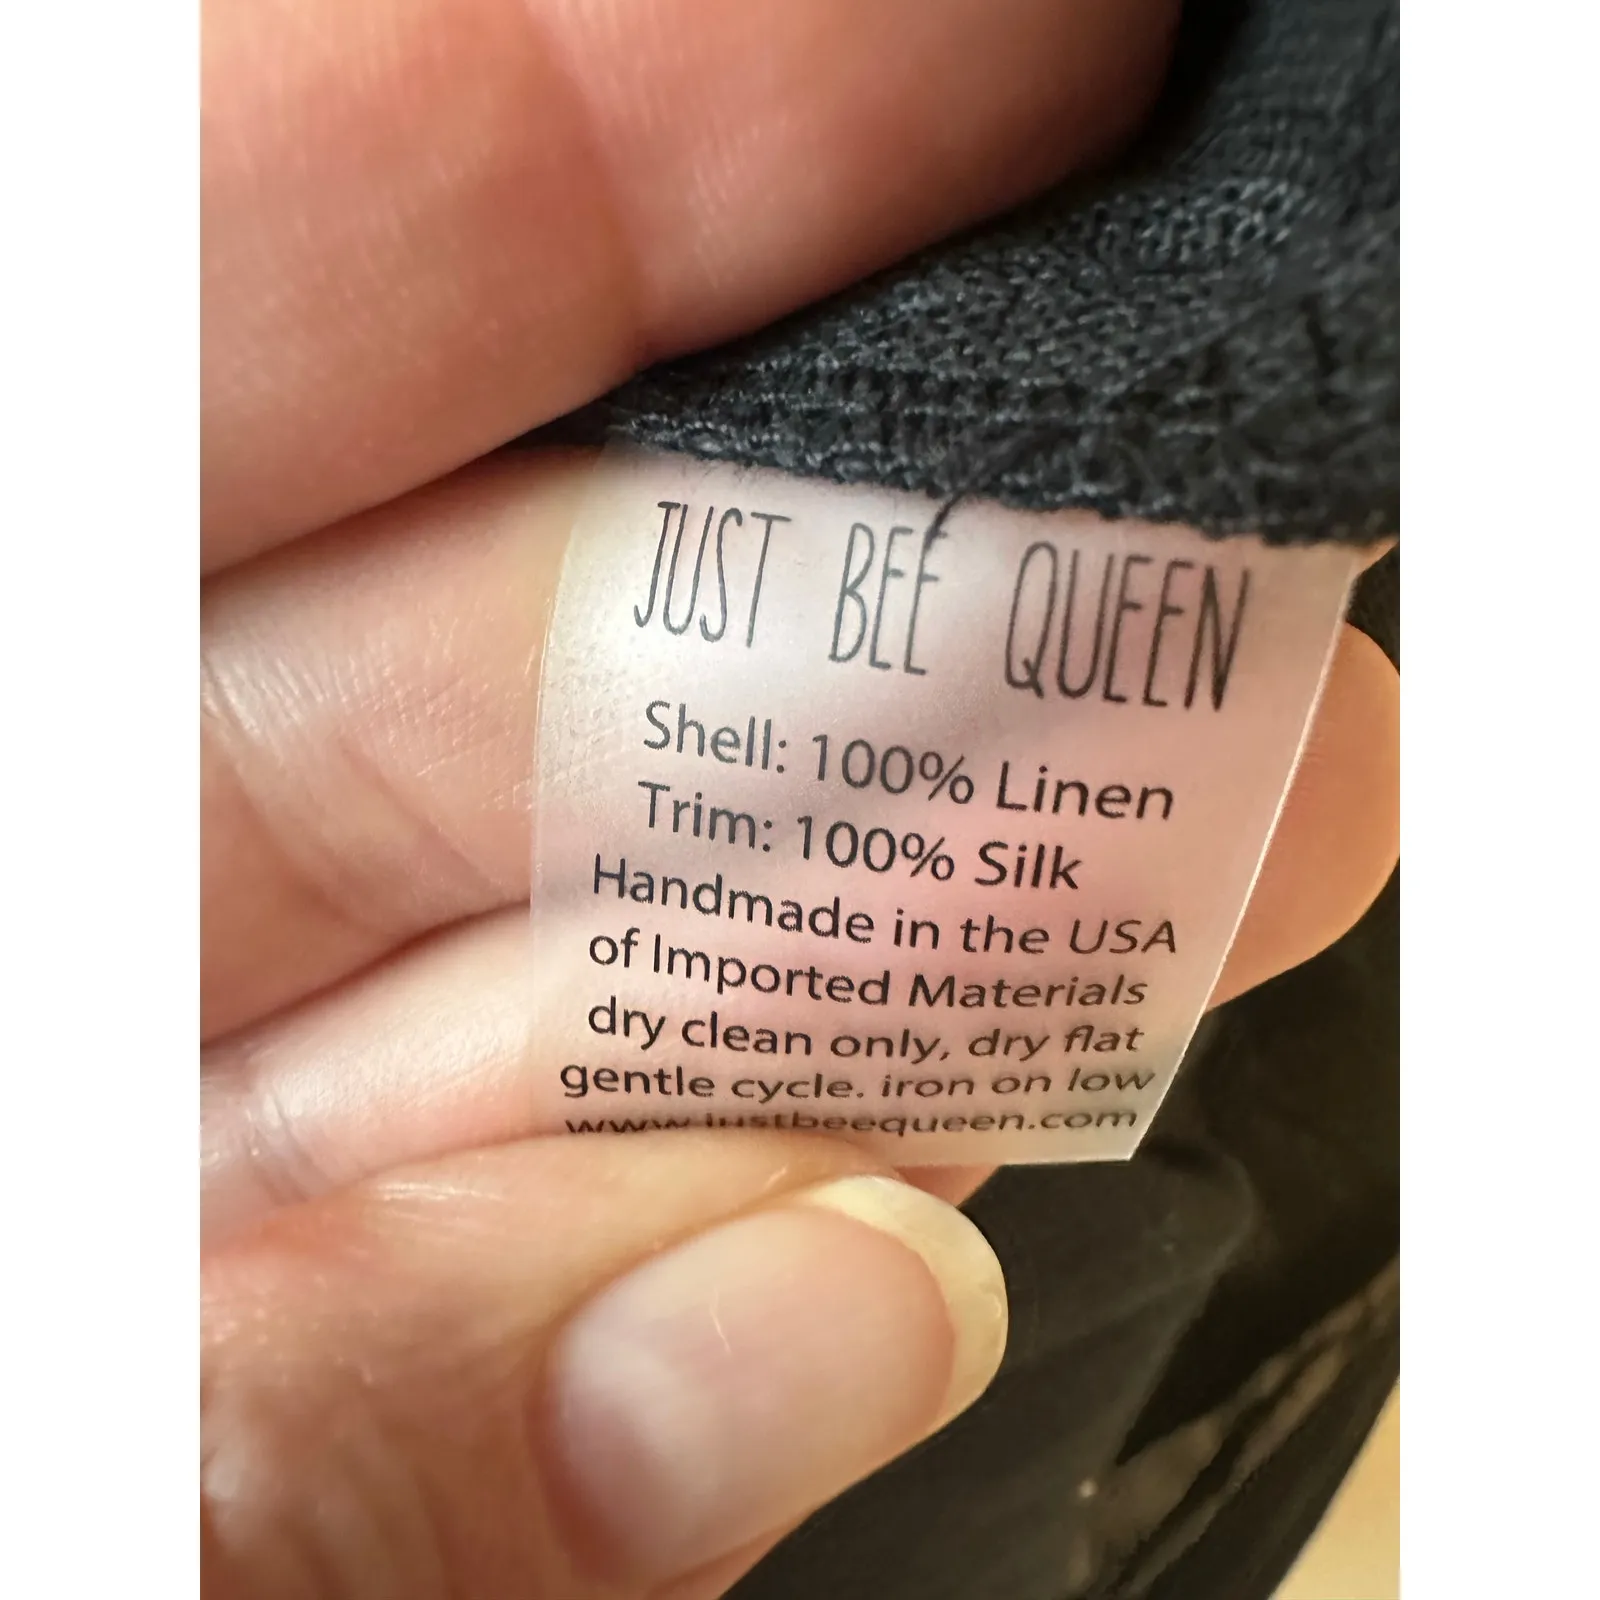 JUST BEE QUEEN
Shell: 100% Linen
Trim: 100% Silk
Handmade in the USA
of Imported Materials
dry clean only, dry flat
gentle cycle. iron on low
www.justbeequeen.com